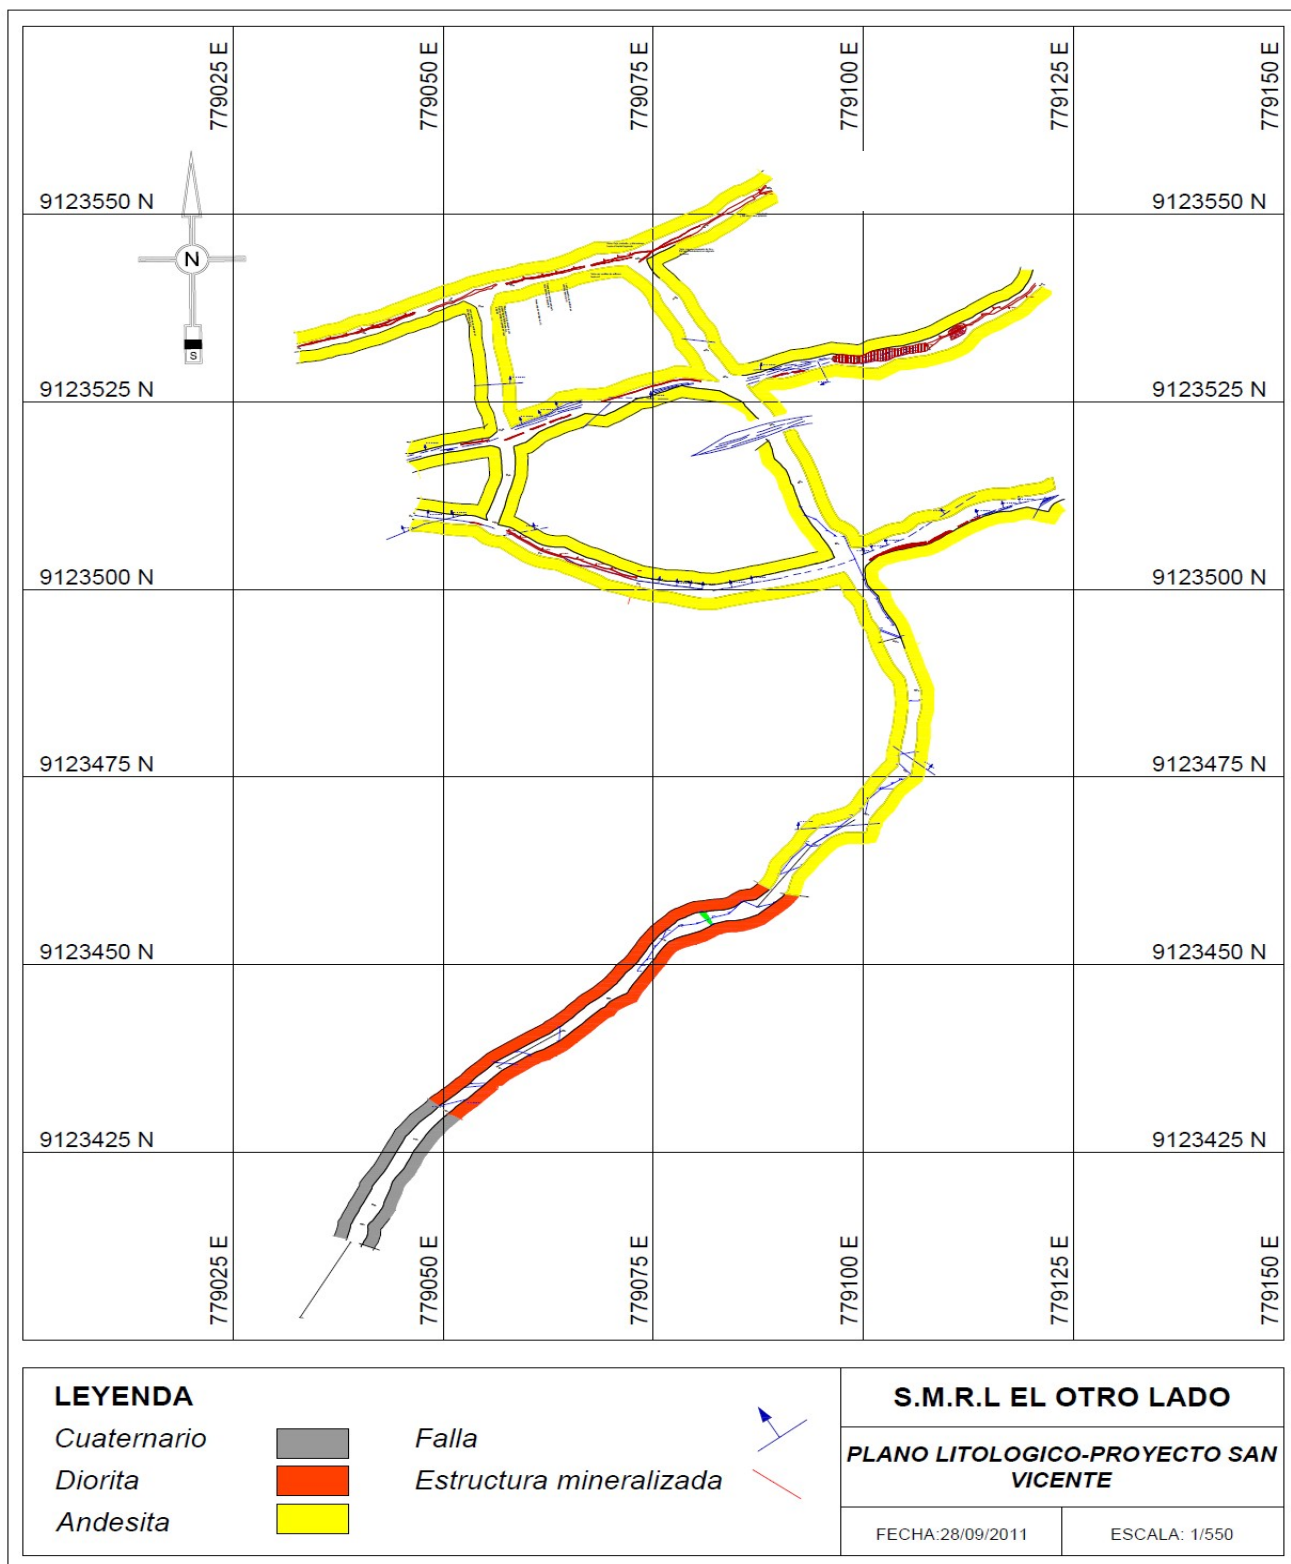 779025 E
779050 E
779075 E
779100 E
779125 E
779150 E
9123550 N
9123550 N
N
S
9123525 N
9123525 N
9123500 N
9123500 N
9123475 N
9123475 N
9123450 N
9123450 N
9123425 N
9123425 N
779025 E
779050 E
779075 E
779100 E
779125 E
779150 E
LEYENDA
Cuaternario
Diorita
Andesita
Falla
Estructura mineralizada
S.M.R.L EL OTRO LADO
PLANO LITOLOGICO-PROYECTO SAN
VICENTE
FECHA:28/09/2011
ESCALA: 1/550